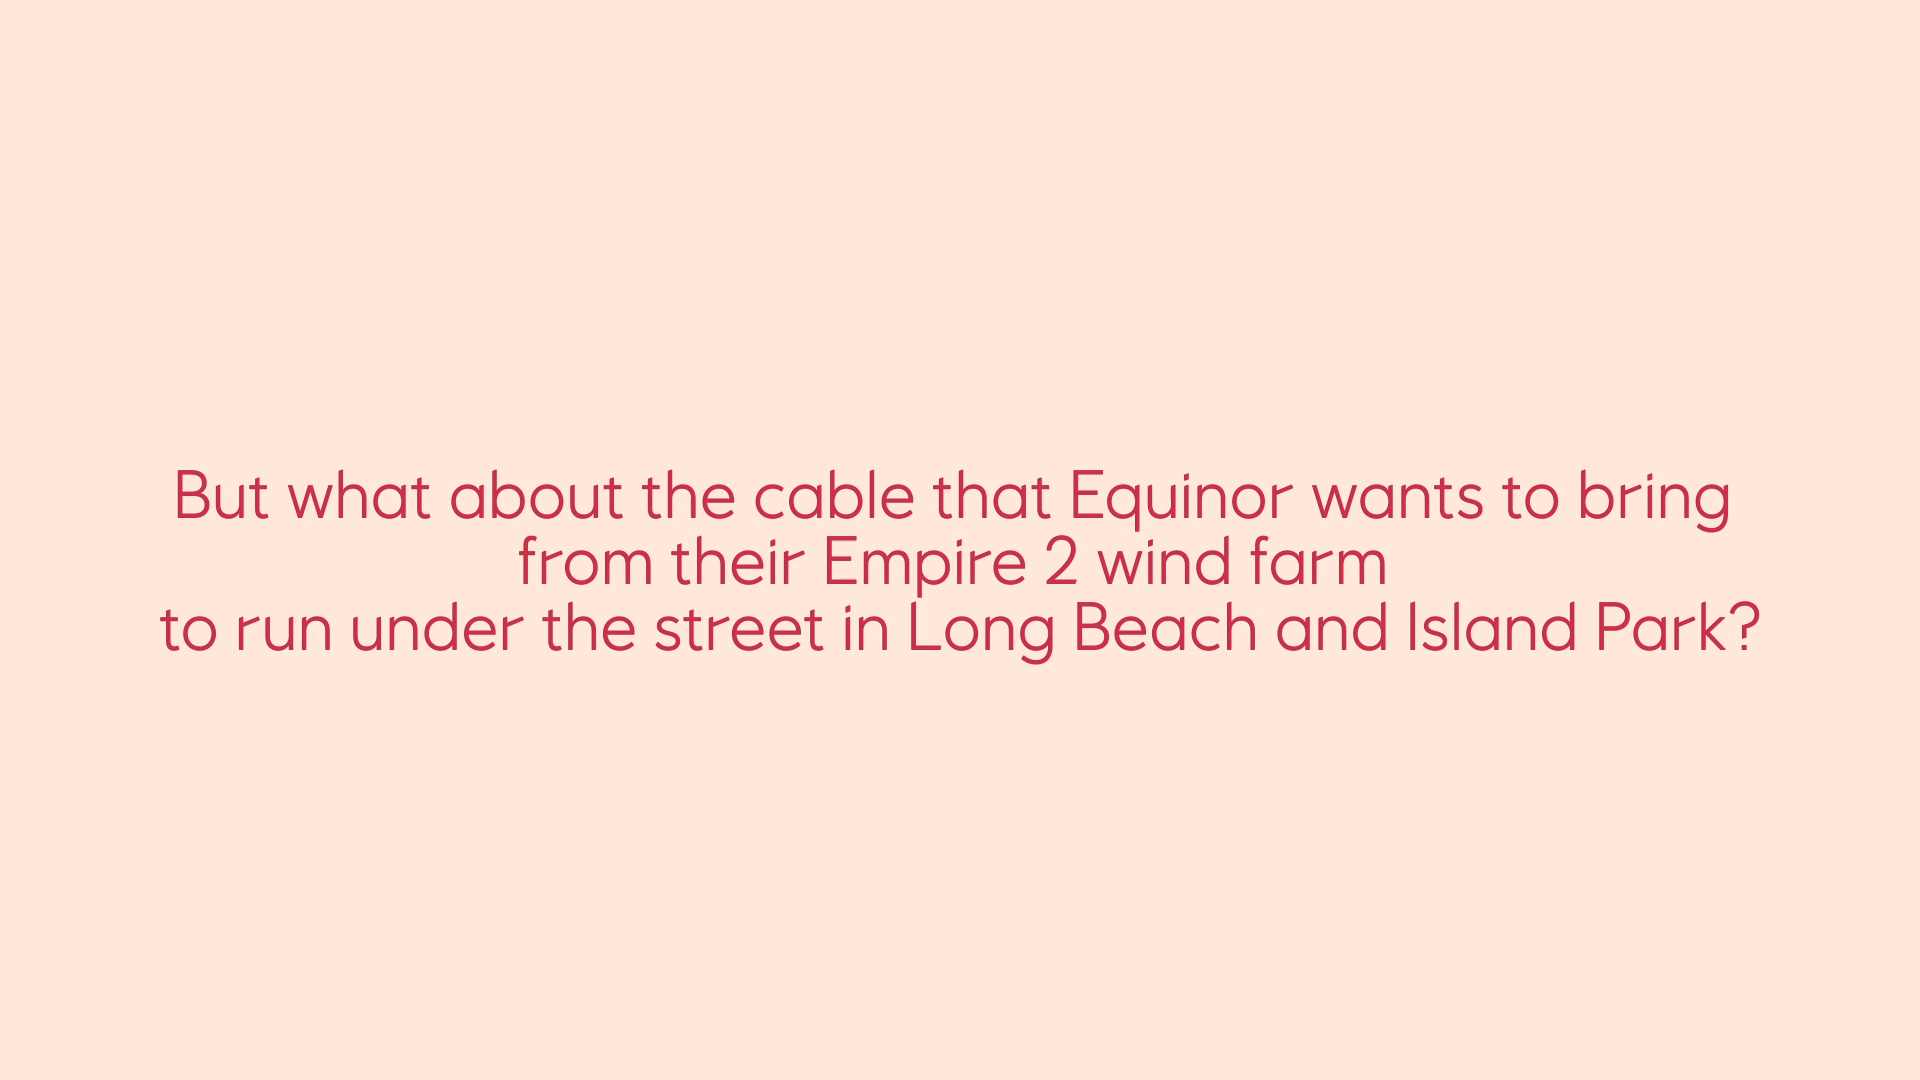 But what about the cable that Equinor wants to bring
from their Empire 2 wind farm
to run under the street in Long Beach and Island Park?